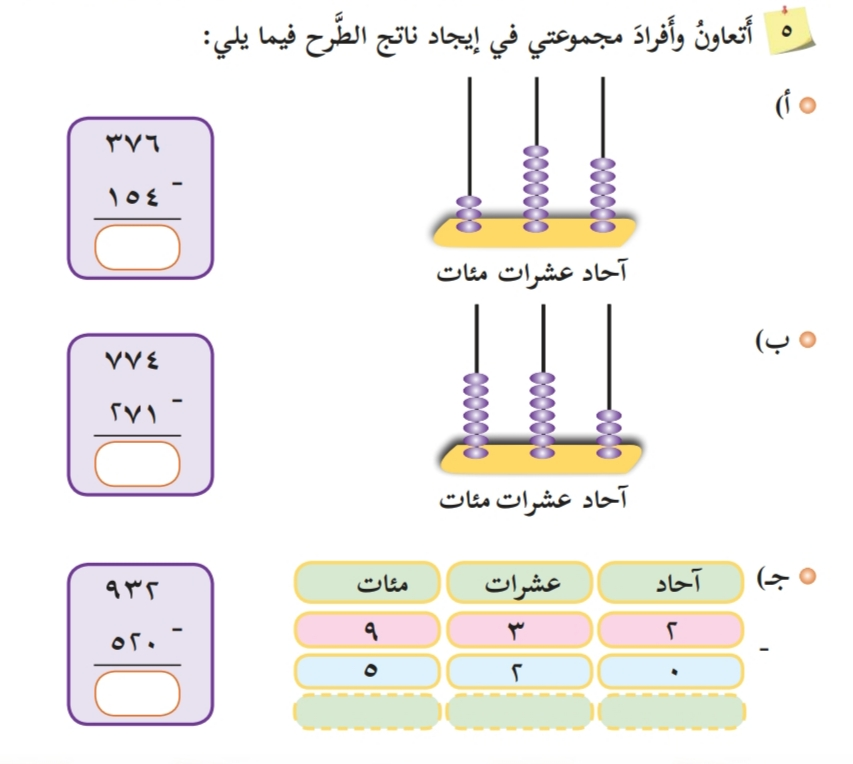 ٥ أَتعاونُ وأَفرادَ مجموعتي في إيجاد ناتج الطَّرح فيما يلي:
أ)
٣٧٦
- ١٥٤
آحاد عشرات مئات
ب)
٧٧٤
- ٢٧١
آحاد عشرات مئات
جـ)
آحاد عشرات مئات
٢ ٣ ٩
-
٠ ٢ ٥
٩٣٢
- ٥٢٠